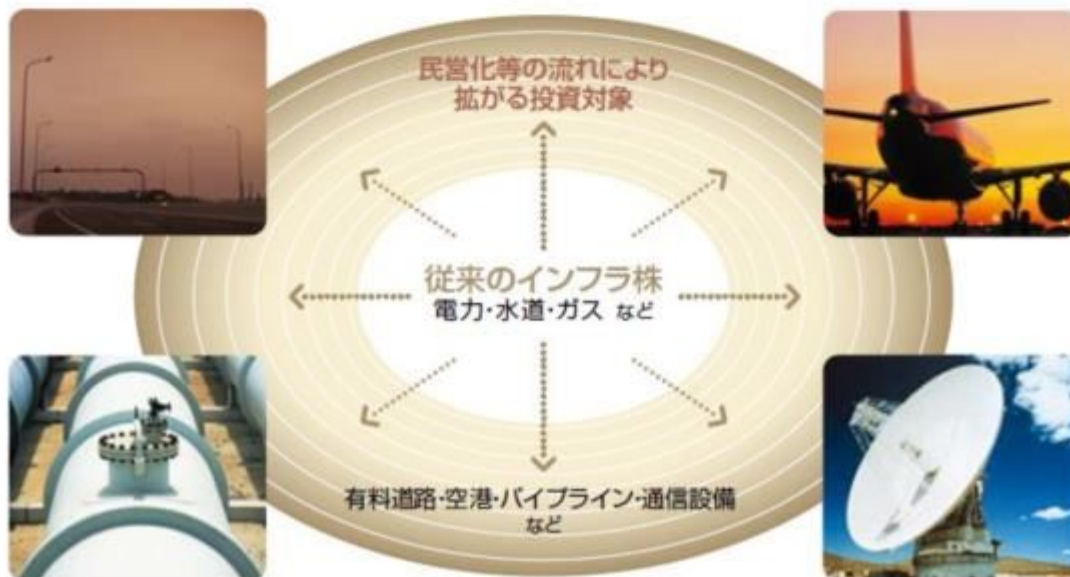 民営化等の流れにより
拡がる投資対象
従来のインフラ株
電力･水道･ガス など
有料道路･空港･パイプライン･通信設備
など